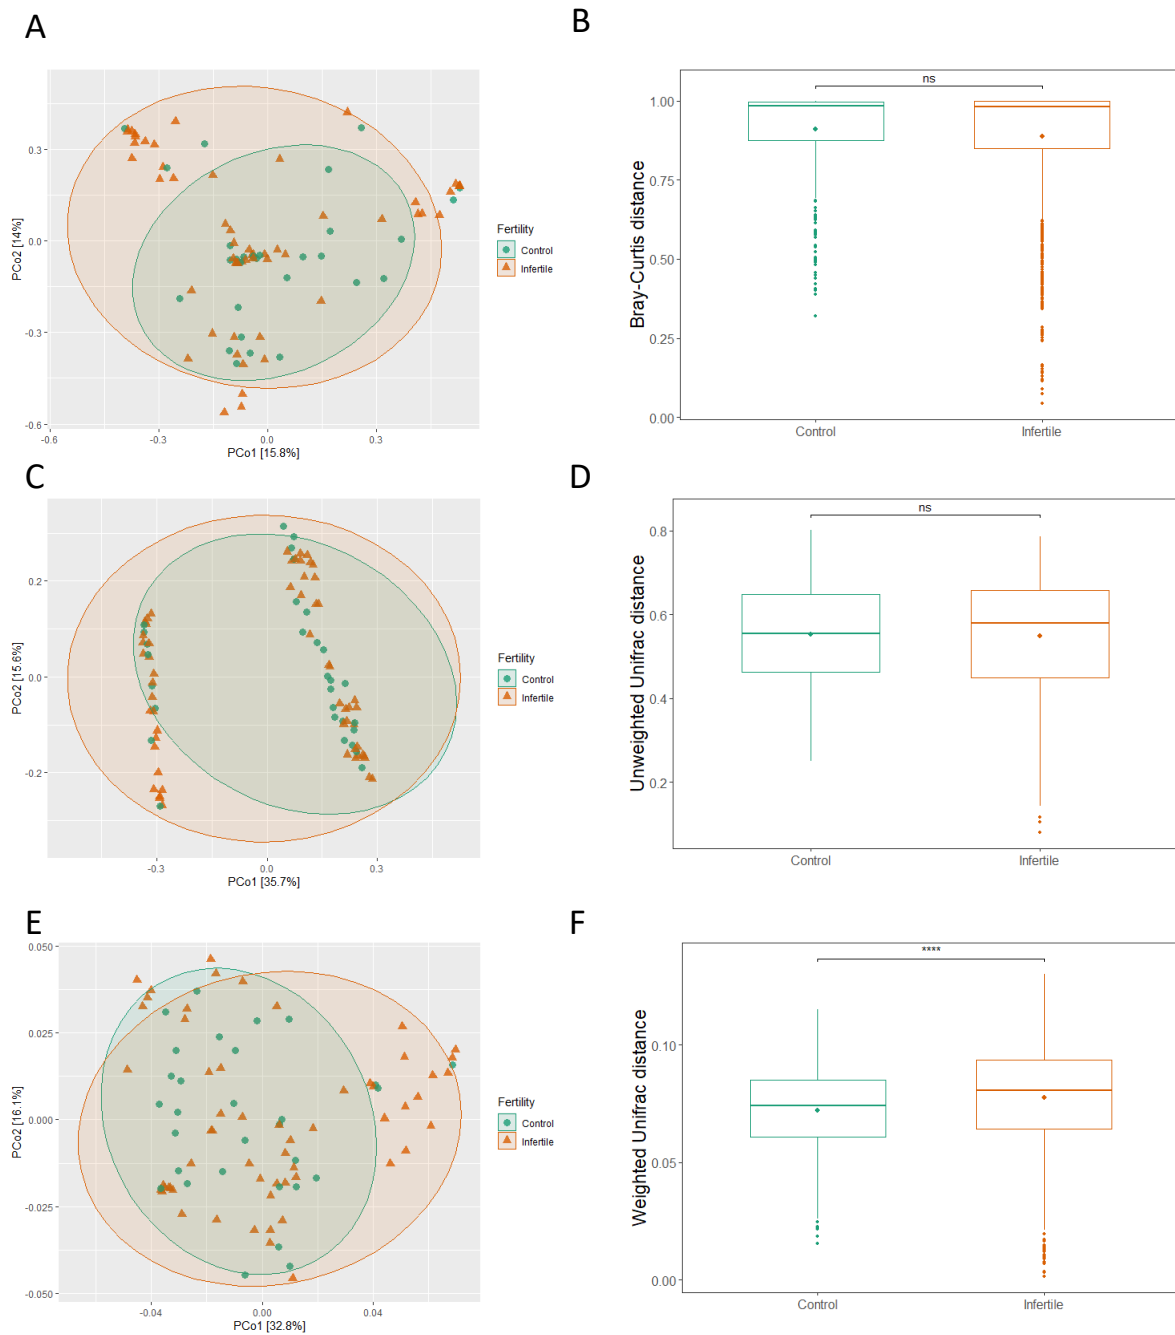 A
PCo2 [14%]
0.3
0.0
-0.3
-0.6
-0.6
-0.3
0.0
0.3
PCo1 [15.8%]
Fertility
Control
Infertile
B
Bray-Curtis distance
1.00
0.75
0.50
0.25
0.00
ns
Control
Infertile
C
PCo2 [15.6%]
0.2
0.0
-0.2
-0.3
0.0
0.3
PCo1 [35.7%]
Fertility
Control
Infertile
D
Unweighted Unifrac distance
0.8
0.6
0.4
0.2
ns
Control
Infertile
E
PCo2 [16.1%]
0.050
0.025
0.000
-0.025
-0.050
-0.04
0.00
0.04
PCo1 [32.8%]
Fertility
Control
Infertile
F
Weighted Unifrac distance
0.10
0.05
0.00
****
Control
Infertile